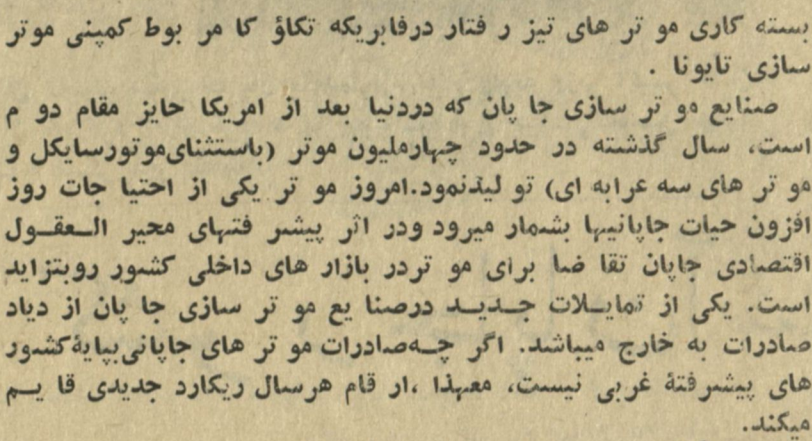 بسته کاری مو تر های تیز ر فتار درفابریکه تکاؤ کا مر بوط کمپنی موتر
سازی تایونا .
صنایع مو تر سازی جا پان که دردنیا بعد از امریکا حایز مقام دو م
است، سال گذشته در حدود چهارملیون موتر (باستثنای‌موتورسایکل و
مو تر های سه عرابه ای) تو لیدنمود.امروز مو تر یکی از احتیا جات روز
افزون حیات جاپانیها بشمار میرود ودر اثر پیشر فتهای محیر العقول
اقتصادی جاپان تقا ضا برای مو تردر بازار های داخلی کشور روبتزاید
است. یکی از تمایلات جدید درصنا یع مو تر سازی جا پان از دیاد
صادرات به خارج میباشد. اگر چه‌صادرات مو تر های جاپانی‌بپایهٔ‌کشور
های پیشرفتهٔ غربی نیست، معهذا ،ار قام هرسال ریکارد جدیدی قا یم
میکند.